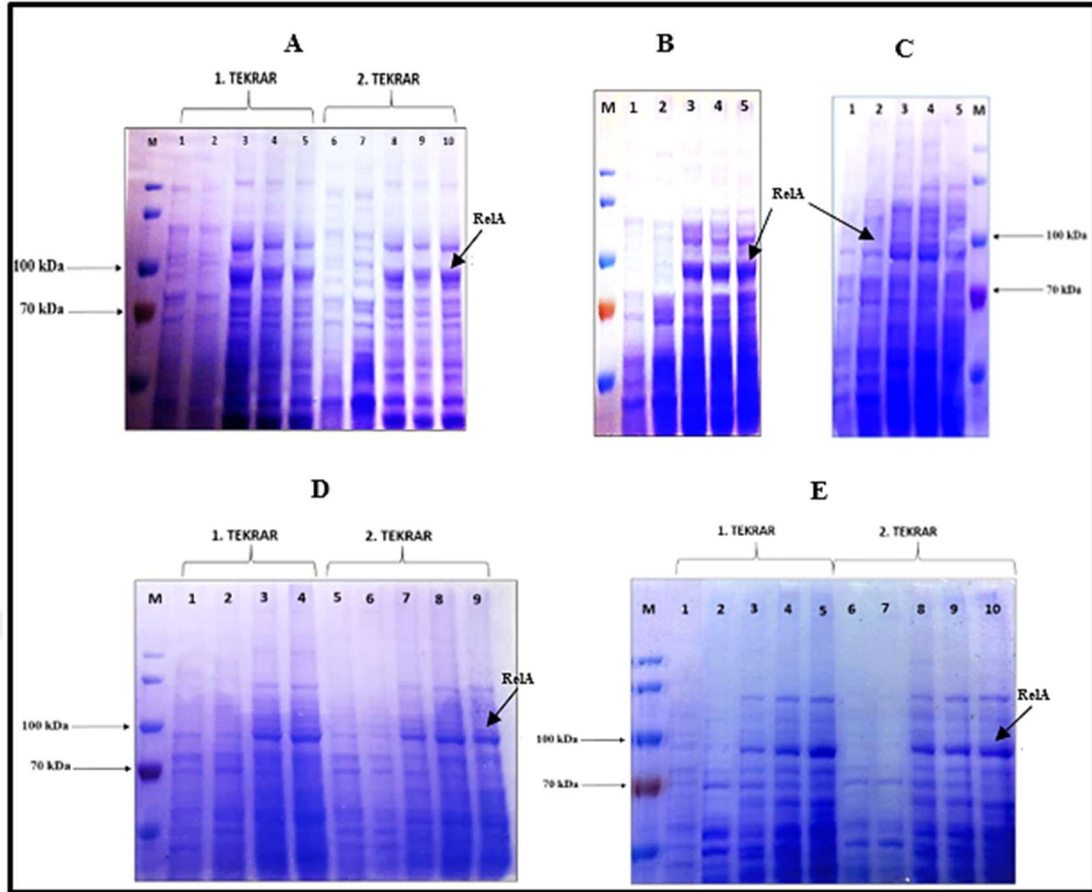 A
1. TEKRAR 2. TEKRAR
M 1 2 3 4 5 6 7 8 9 10
RelA
100 kDa
70 kDa
B
M 1 2 3 4 5
RelA
C
1 2 3 4 5 M
100 kDa
70 kDa
D
1. TEKRAR 2. TEKRAR
M 1 2 3 4 5 6 7 8 9
RelA
100 kDa
70 kDa
E
1. TEKRAR 2. TEKRAR
M 1 2 3 4 5 6 7 8 9 10
RelA
100 kDa
70 kDa